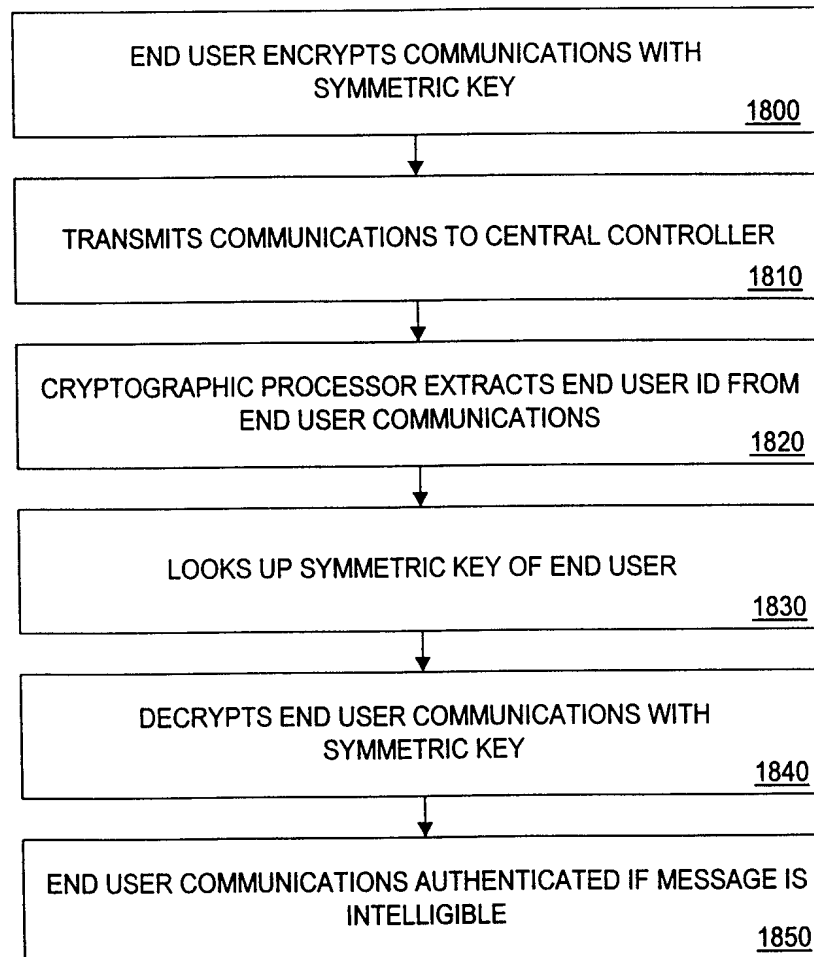 END USER ENCRYPTS COMMUNICATIONS WITH
SYMMETRIC KEY
1800
TRANSMITS COMMUNICATIONS TO CENTRAL CONTROLLER
1810
CRYPTOGRAPHIC PROCESSOR EXTRACTS END USER ID FROM
END USER COMMUNICATIONS
1820
LOOKS UP SYMMETRIC KEY OF END USER
1830
DECRYPTS END USER COMMUNICATIONS WITH
SYMMETRIC KEY
1840
END USER COMMUNICATIONS AUTHENTICATED IF MESSAGE IS
INTELLIGIBLE
1850